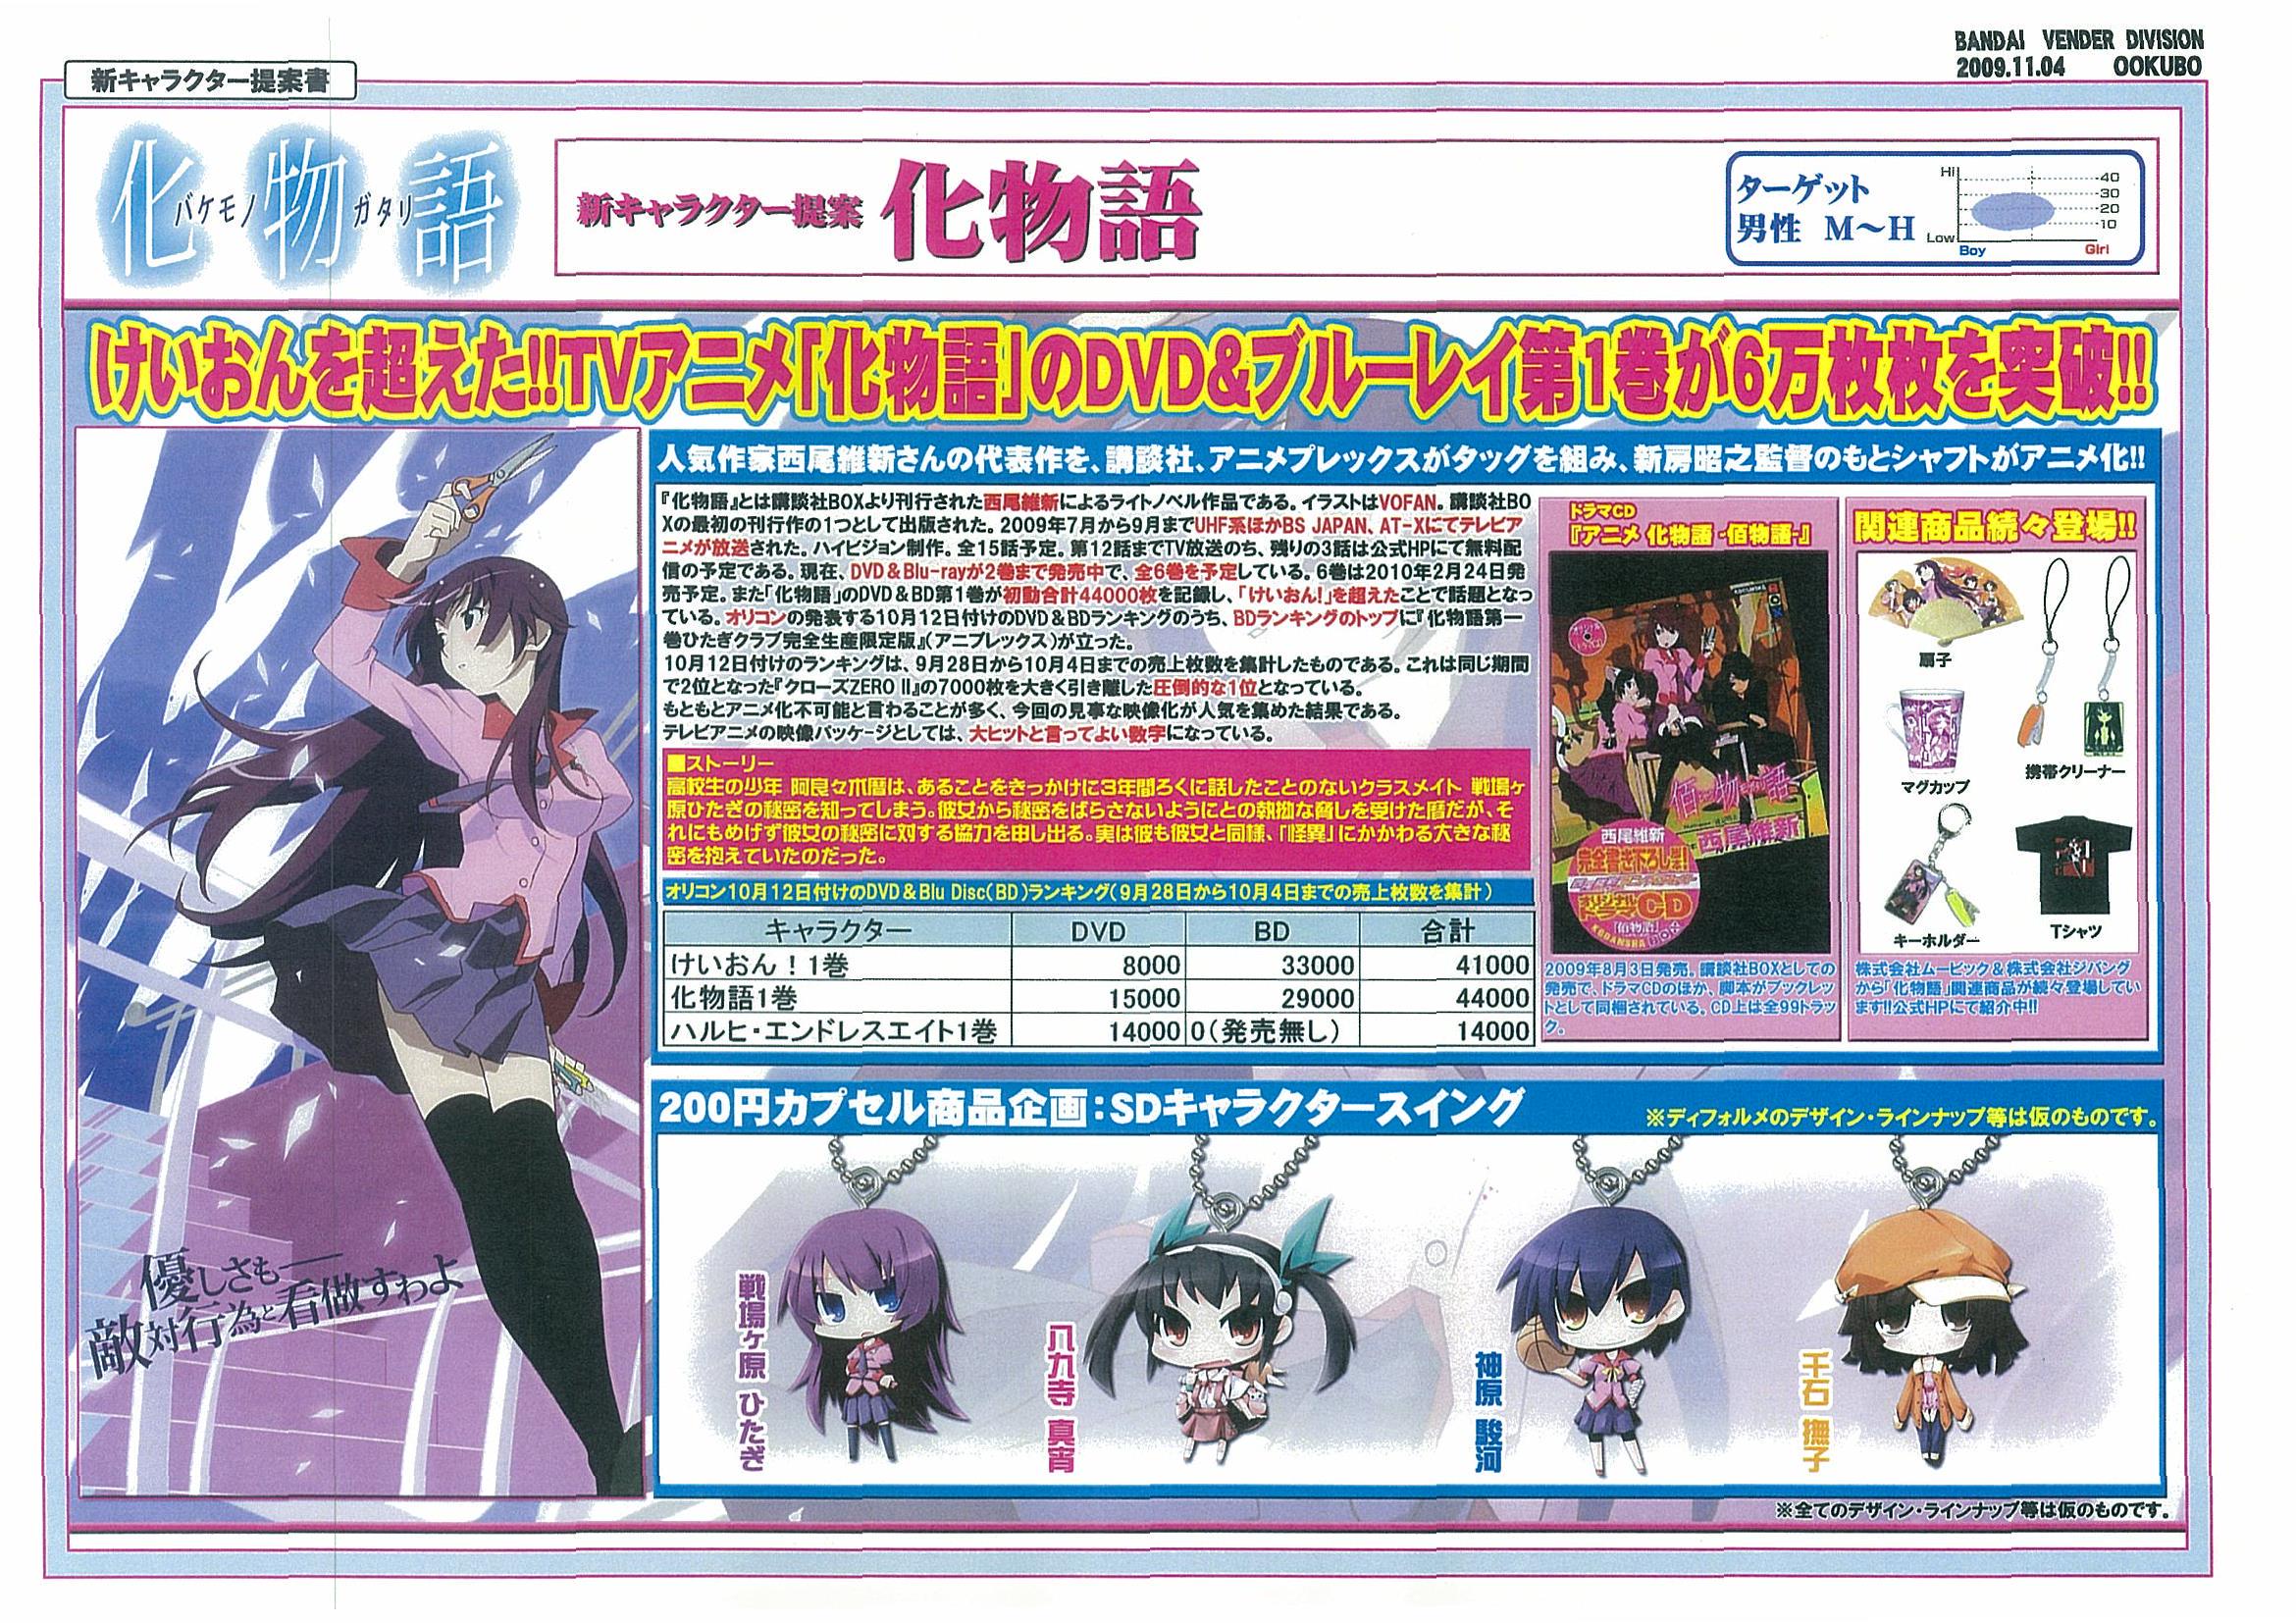 BANDAI VENDER DIVISION
2009.11.04 OOKUBO
新キャラクター提案書
化物語
バケモノ ガタリ
新キャラクター提案 化物語
ターゲット
男性 M～H
Hi
Low
40
30
20
10
Boy
Girl
けいおんを超えた!!TVアニメ「化物語」のDVD&ブルーレイ第1巻が6万枚枚を突破!!
優しさも―
敵対行為と看做すわよ
人気作家西尾維新さんの代表作を、講談社、アニメプレックスがタッグを組み、新房昭之監督のもとシャフトがアニメ化!!
『化物語』とは講談社BOXより刊行された西尾維新によるライトノベル作品である。イラストはVOFAN。講談社BO
Xの最初の刊行作の1つとして出版された。2009年7月から9月までUHF系ほかBS JAPAN、AT-Xにてテレビア
ニメが放送された。ハイビジョン制作。全15話予定。第12話までTV放送のち、残りの3話は公式HPにて無料配
信の予定である。現在、DVD＆Blu-rayが2巻まで発売中で、全6巻を予定している。6巻は2010年2月24日発
売予定。また「化物語」のDVD＆BD第1巻が初動合計44000枚を記録し、「けいおん!」を超えたことで話題となっ
ている。オリコンの発表する10月12日付けのDVD＆BDランキングのうち、BDランキングのトップに『化物語第一
巻ひたぎクラブ完全生産限定版』（アニープレックス）が立った。
10月12日付けのランキングは、9月28日から10月4日までの売上枚数を集計したものである。これは同じ期間
で2位となった『クローズZERO II』の7000枚を大きく引き離した圧倒的な1位となっている。
もともとアニメ化不可能と言わることが多く、今回の見事な映像化が人気を集めた結果である。
テレビアニメの映像パッケージとしては、大ヒットと言ってよい数字になっている。
■ストーリー
高校生の少年 阿良々木暦は、あることをきっかけに3年間ろくに話したことのないクラスメイト 戦場ヶ
原ひたぎの秘密を知ってしまう。彼女から秘密をばらさないようにとの執拗な脅しを受けた暦だが、そ
れにもめげず彼女の秘密に対する協力を申し出る。実は彼も彼女と同様、「怪異」にかかわる大きな秘
密を抱えていたのだった。
オリコン10月12日付けのDVD＆Blu Disc（BD）ランキング（9月28日から10月4日までの売上枚数を集計）
キャラクター DVD BD 合計
けいおん！1巻 8000 33000 41000
化物語1巻 15000 29000 44000
ハルヒ・エンドレスエイト1巻 14000 0（発売無し） 14000
ドラマCD
『アニメ 化物語 -佰物語-』
佰物語
西尾維新
西尾維新
完全書き下ろし脚本!
オリジナル
ドラマCD
『佰物語』
KODANSHA BOX
2009年8月3日発売。講談社BOXとしての
発売で、ドラマCDのほか、脚本がブックレッ
トとして同梱されている。CD上は全99トラッ
ク。
関連商品続々登場!!
扇子
マグカップ
携帯クリーナー
キーホルダー
Tシャツ
株式会社ムービック＆株式会社ジバング
から「化物語」関連商品が続々登場してい
ます!!公式HPにて紹介中!!
200円カプセル商品企画：SDキャラクタースイング
※ディフォルメのデザイン・ラインナップ等は仮のものです。
戦場ヶ原 ひたぎ
八九寺 真宵
神原 駿河
千石 撫子
※全てのデザイン・ラインナップ等は仮のものです。